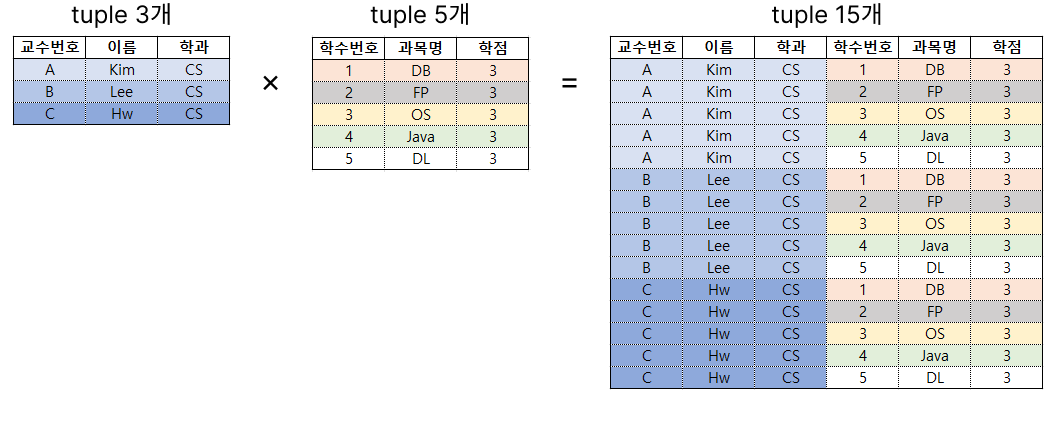 tuple 3개 tuple 5개 tuple 15개
교수번호 이름 학과
A Kim CS
B Lee CS
C Hw CS
×
학수번호 과목명 학점
1 DB 3
2 FP 3
3 OS 3
4 Java 3
5 DL 3
=
교수번호 이름 학과 학수번호 과목명 학점
A Kim CS 1 DB 3
A Kim CS 2 FP 3
A Kim CS 3 OS 3
A Kim CS 4 Java 3
A Kim CS 5 DL 3
B Lee CS 1 DB 3
B Lee CS 2 FP 3
B Lee CS 3 OS 3
B Lee CS 4 Java 3
B Lee CS 5 DL 3
C Hw CS 1 DB 3
C Hw CS 2 FP 3
C Hw CS 3 OS 3
C Hw CS 4 Java 3
C Hw CS 5 DL 3